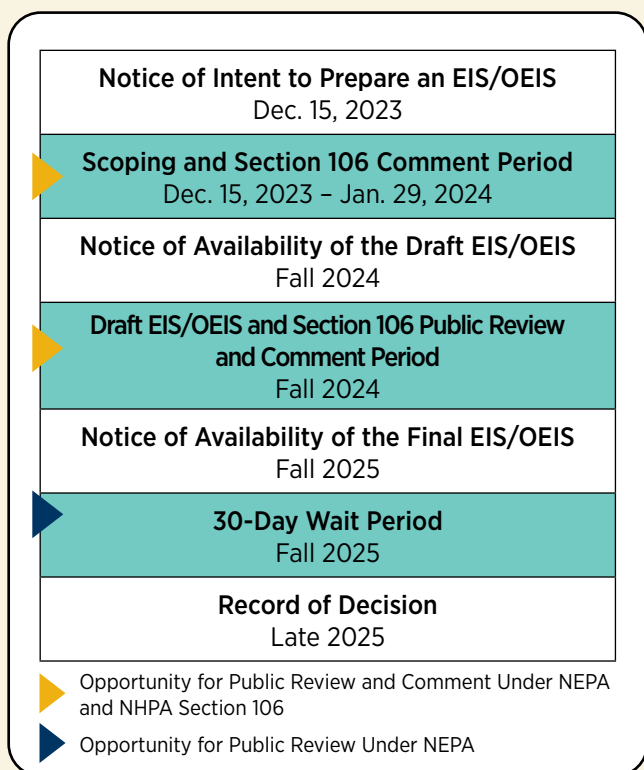 Notice of Intent to Prepare an EIS/OEIS
Dec. 15, 2023
Scoping and Section 106 Comment Period
Dec. 15, 2023 – Jan. 29, 2024
Notice of Availability of the Draft EIS/OEIS
Fall 2024
Draft EIS/OEIS and Section 106 Public Review
and Comment Period
Fall 2024
Notice of Availability of the Final EIS/OEIS
Fall 2025
30-Day Wait Period
Fall 2025
Record of Decision
Late 2025
Opportunity for Public Review and Comment Under NEPA
and NHPA Section 106
Opportunity for Public Review Under NEPA